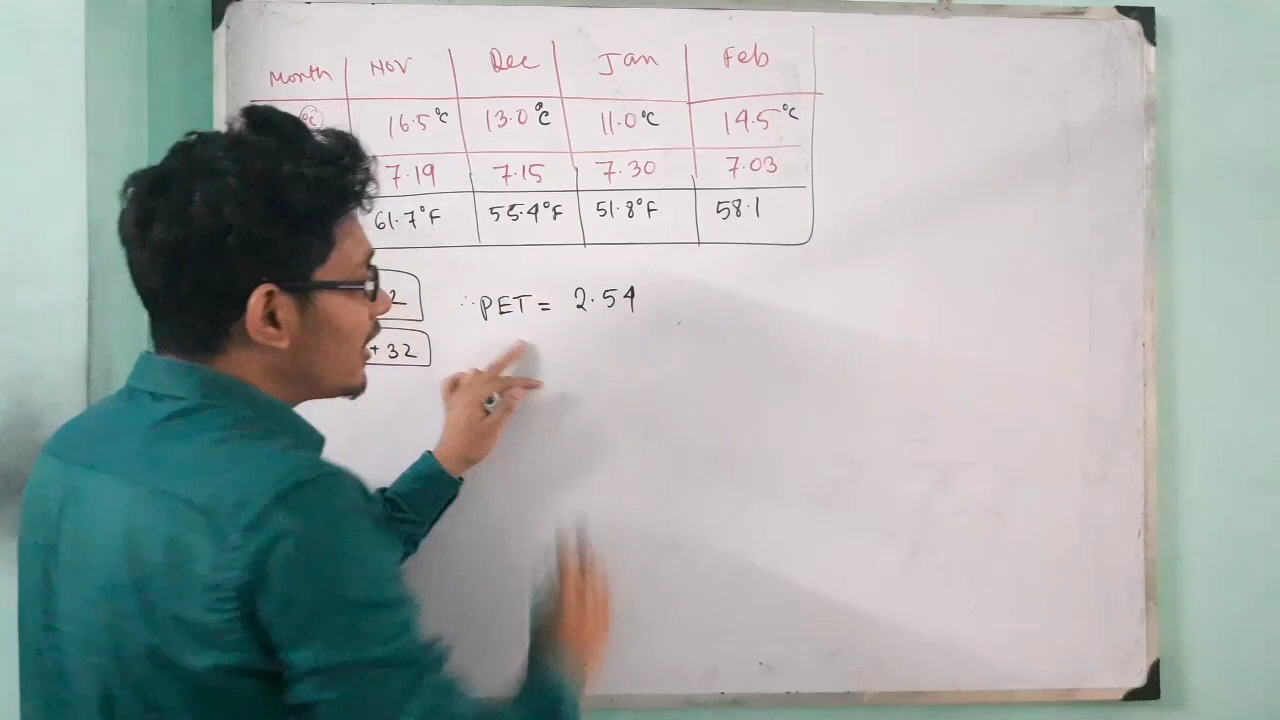 Month Nov Dec Jan Feb
°C 16.5°C 13.0°C 11.0°C 14.5°C
7.19 7.15 7.30 7.03
61.7°F 55.4°F 51.8°F 58.1
2 ∴PET = 2.54
+ 32